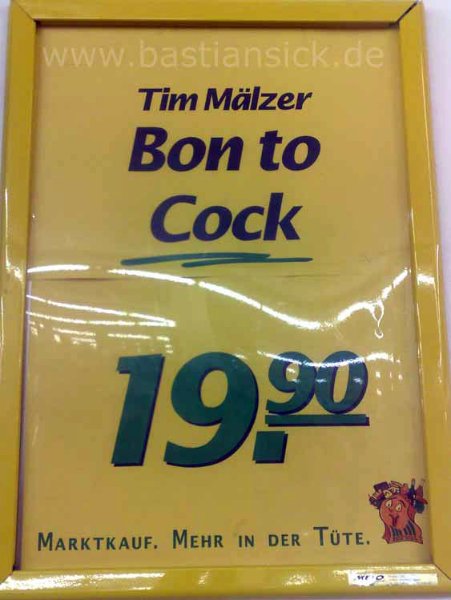 www.bastiansick.de
Tim Mälzer
Bon to
Cock
19.90
MARKTKAUF. MEHR IN DER TÜTE.